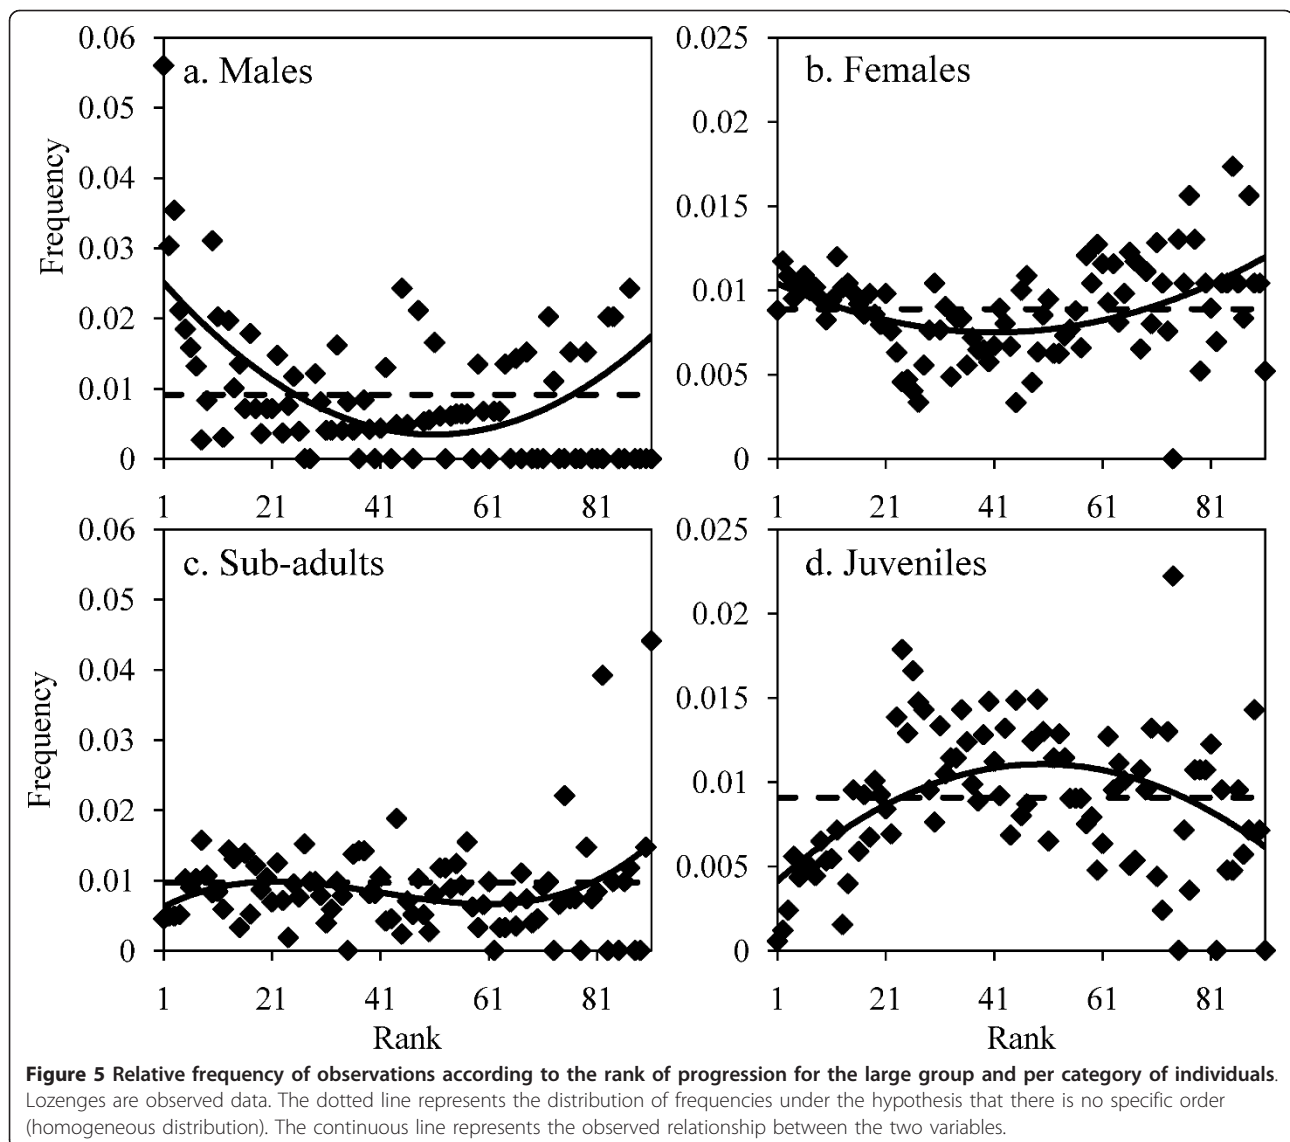 0.06
0.05
0.04
0.03
0.02
0.01
0
Frequency
a. Males
1 21 41 61 81
0.025
0.02
0.015
0.01
0.005
0
b. Females
1 21 41 61 81
0.06
0.05
0.04
0.03
0.02
0.01
0
Frequency
c. Sub-adults
1 21 41 61 81
Rank
0.025
0.02
0.015
0.01
0.005
0
d. Juveniles
1 21 41 61 81
Rank
Figure 5 Relative frequency of observations according to the rank of progression for the large group and per category of individuals.
Lozenges are observed data. The dotted line represents the distribution of frequencies under the hypothesis that there is no specific order
(homogeneous distribution). The continuous line represents the observed relationship between the two variables.